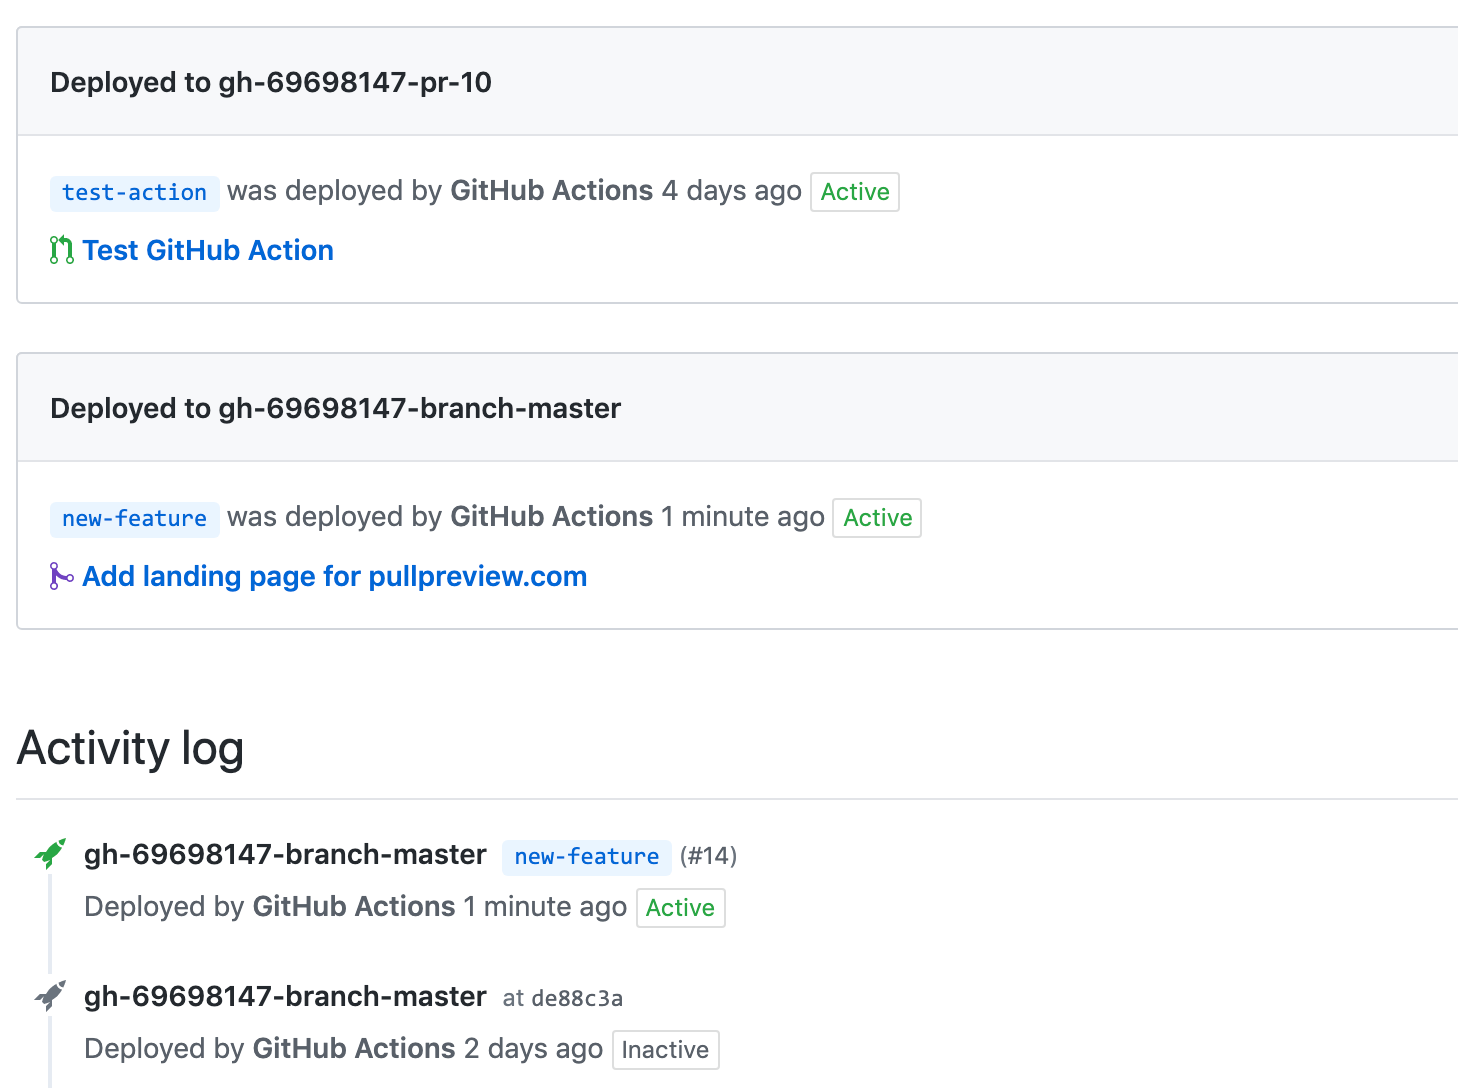 Deployed to gh-69698147-pr-10
test-action was deployed by GitHub Actions 4 days ago Active
Test GitHub Action
Deployed to gh-69698147-branch-master
new-feature was deployed by GitHub Actions 1 minute ago Active
Add landing page for pullpreview.com
Activity log
gh-69698147-branch-master new-feature (#14)
Deployed by GitHub Actions 1 minute ago Active
gh-69698147-branch-master at de88c3a
Deployed by GitHub Actions 2 days ago Inactive